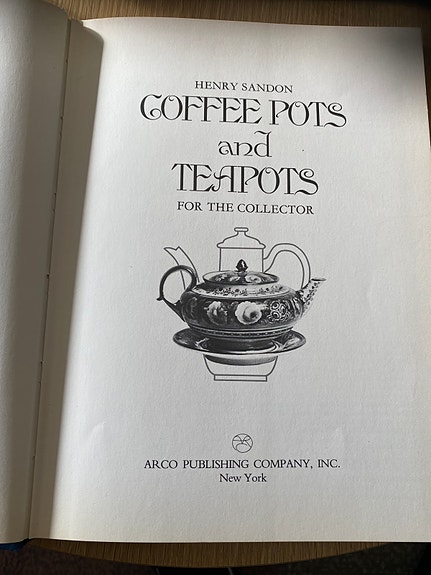 HENRY SANDON
COFFEE POTS
and
TEAPOTS
FOR THE COLLECTOR
ARCO PUBLISHING COMPANY, INC.
New York